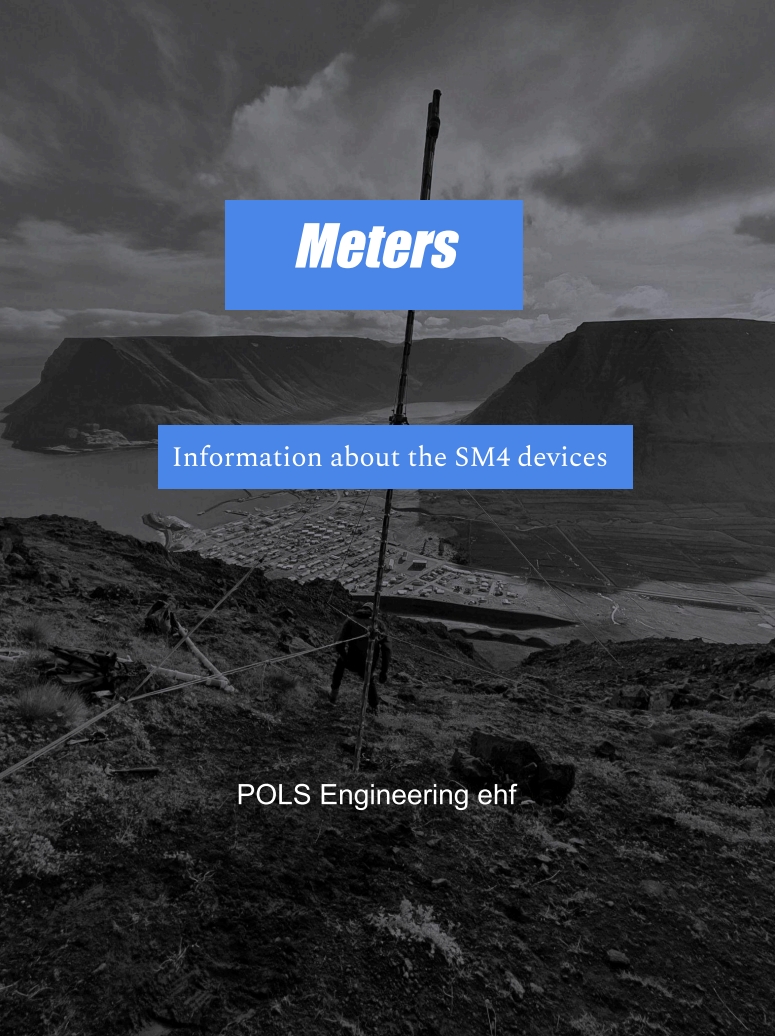 Meters
Information about the SM4 devices
POLS Engineering ehf